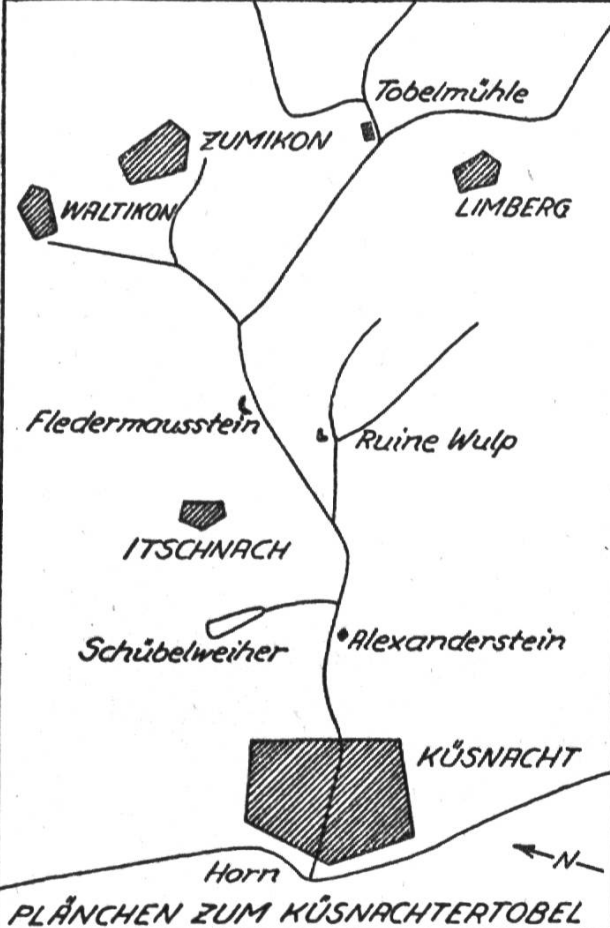 Tobelmühle
ZUMIKON
WALTIKON
LIMBERG
Fledermausstein
Ruine Wulp
ITSCHNACH
Schübelweiher
Alexanderstein
KÜSNACHT
N
Horn
PLÄNCHEN ZUM KÜSNACHTERTOBEL